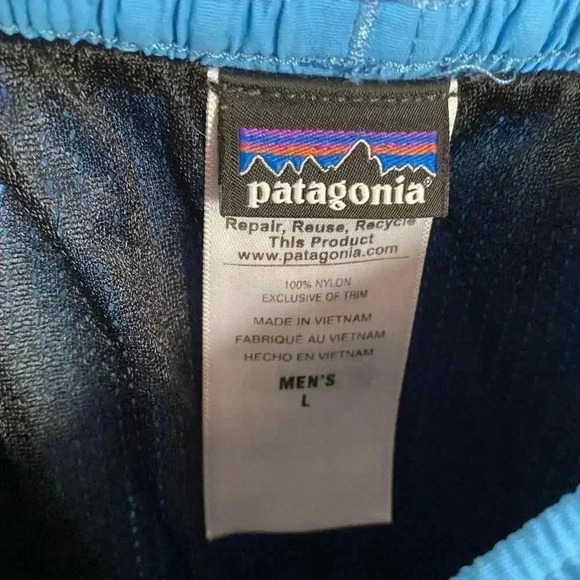 patagonia®
Repair, Reuse, Recycle
This Product
www.patagonia.com
100% NYLON
EXCLUSIVE OF TRIM
MADE IN VIETNAM
FABRIQUÉ AU VIETNAM
HECHO EN VIETNAM
MEN'S
L